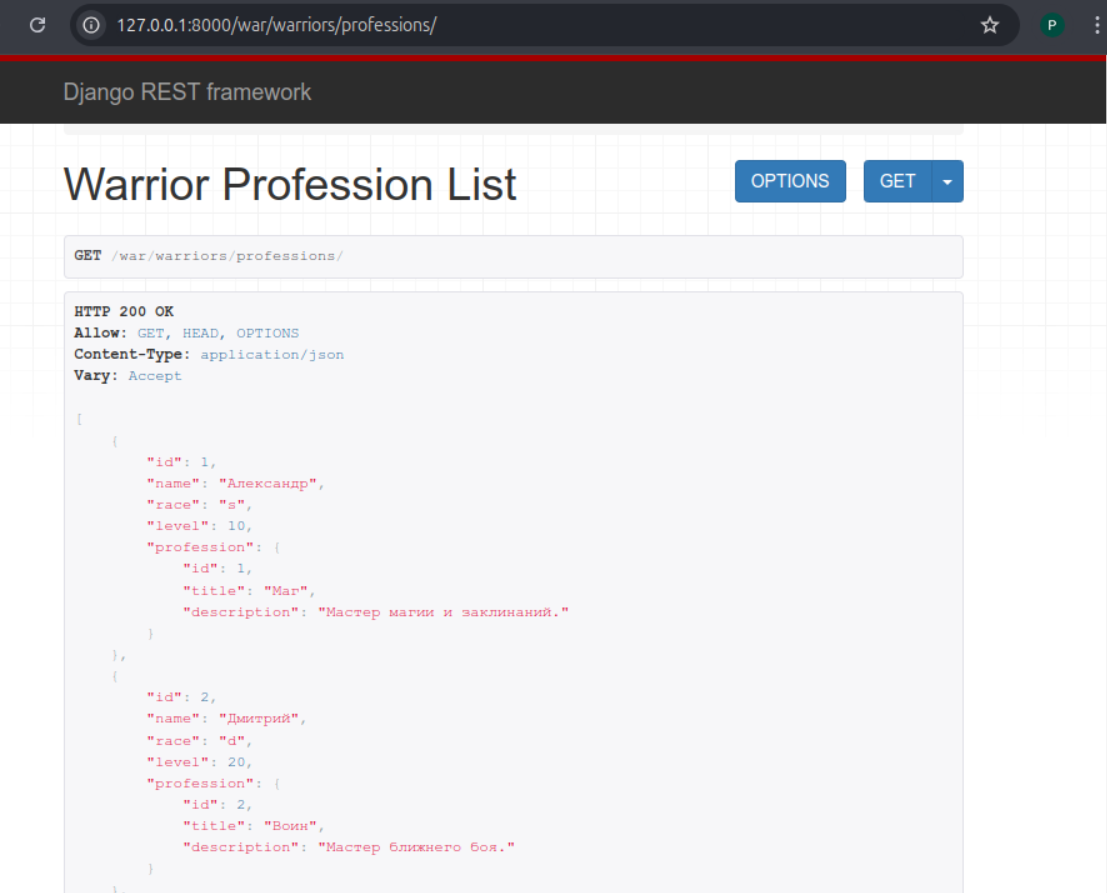 127.0.0.1:8000/war/warriors/professions/
P
Django REST framework
Warrior Profession List
OPTIONS
GET
GET /war/warriors/professions/
HTTP 200 OK
Allow: GET, HEAD, OPTIONS
Content-Type: application/json
Vary: Accept
[
    {
        "id": 1,
        "name": "Александр",
        "race": "s",
        "level": 10,
        "profession": {
            "id": 1,
            "title": "Маг",
            "description": "Мастер магии и заклинаний."
        }
    },
    {
        "id": 2,
        "name": "Дмитрий",
        "race": "d",
        "level": 20,
        "profession": {
            "id": 2,
            "title": "Воин",
            "description": "Мастер ближнего боя."
        }
    },